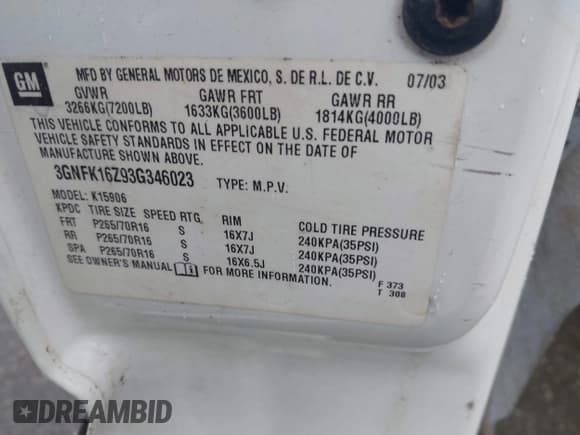 GM
MFD BY GENERAL MOTORS DE MEXICO, S. DE R.L. DE C.V. 07/03
GVWR GAWR FRT GAWR RR
3266KG(7200LB) 1633KG(3600LB) 1814KG(4000LB)
THIS VEHICLE CONFORMS TO ALL APPLICABLE U.S. FEDERAL MOTOR
VEHICLE SAFETY STANDARDS IN EFFECT ON THE DATE OF
MANUFACTURE SHOWN ABOVE.
3GNFK16Z93G346023 TYPE: M.P.V.
MODEL: K15906
KPDC TIRE SIZE SPEED RTG. RIM COLD TIRE PRESSURE
FRT P265/70R16 S 16X7J 240KPA(35PSI)
RR P265/70R16 S 16X7J 240KPA(35PSI)
SPA P265/70R16 S 16X6.5J 240KPA(35PSI)
SEE OWNER'S MANUAL FOR MORE INFORMATION.
F 373
T 308
DREAMBID